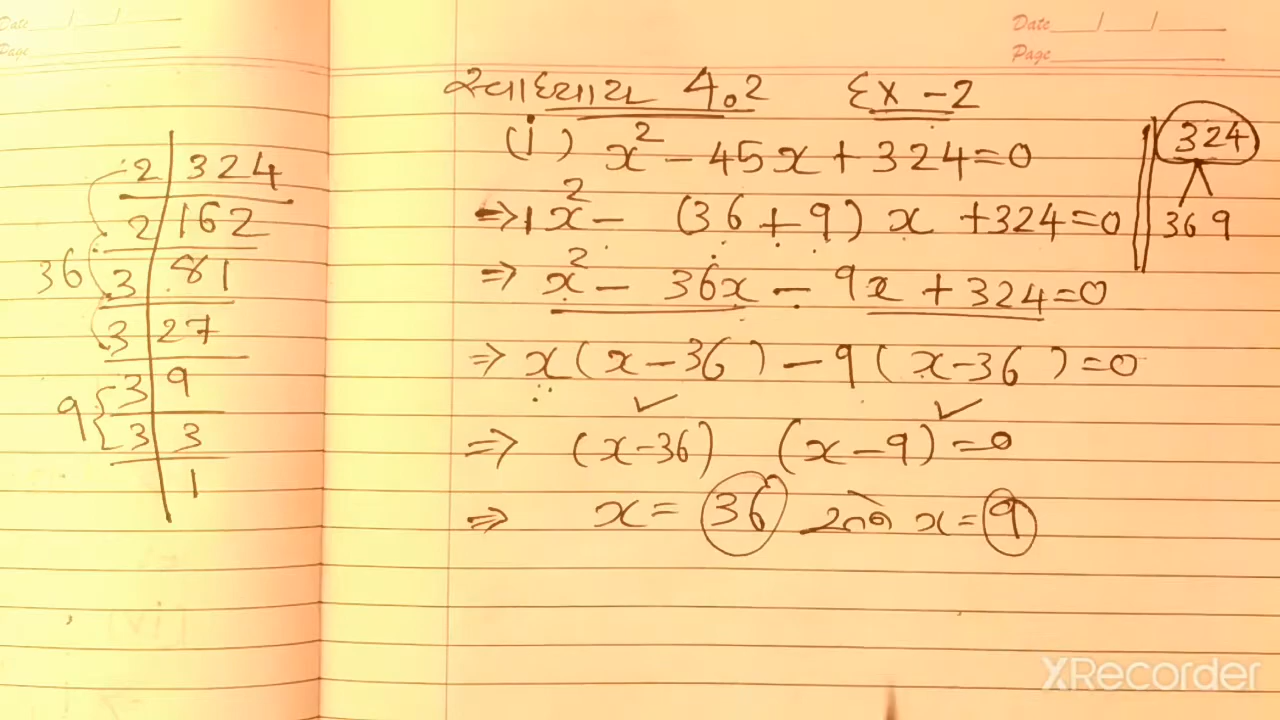 Date / /
Page
Date / /
Page
સ્વાધ્યાય 4.2 Ex-2
(i) x² - 45x + 324 = 0
⇒ 1x² - (36 + 9) x + 324 = 0
⇒ x² - 36x - 9x + 324 = 0
⇒ x(x - 36) - 9(x - 36) = 0
⇒ (x - 36) (x - 9) = 0
⇒ x = 36 અને x = 9
324
36 9
2 | 324
2 | 162
36
3 | 81
3 | 27
3 | 9
9
3 | 3
1
XRecorder